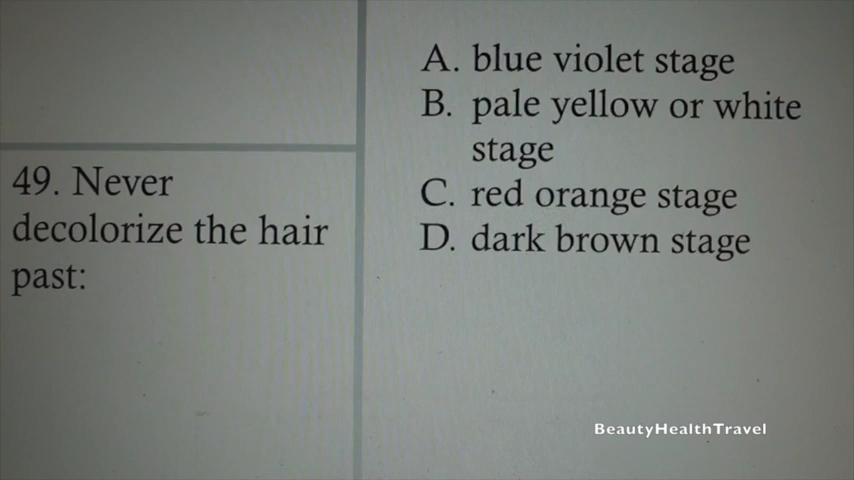 49. Never
decolorize the hair
past:
A. blue violet stage
B. pale yellow or white
stage
C. red orange stage
D. dark brown stage
BeautyHealthTravel